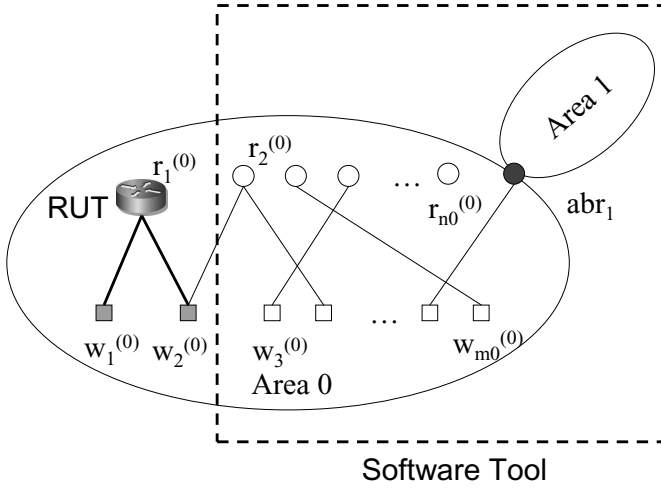 Area 1
r₁⁽⁰⁾
r₂⁽⁰⁾
RUT
...
rₙ₀⁽⁰⁾
abr₁
...
w₁⁽⁰⁾ w₂⁽⁰⁾ w₃⁽⁰⁾ wₘ₀⁽⁰⁾
Area 0
Software Tool